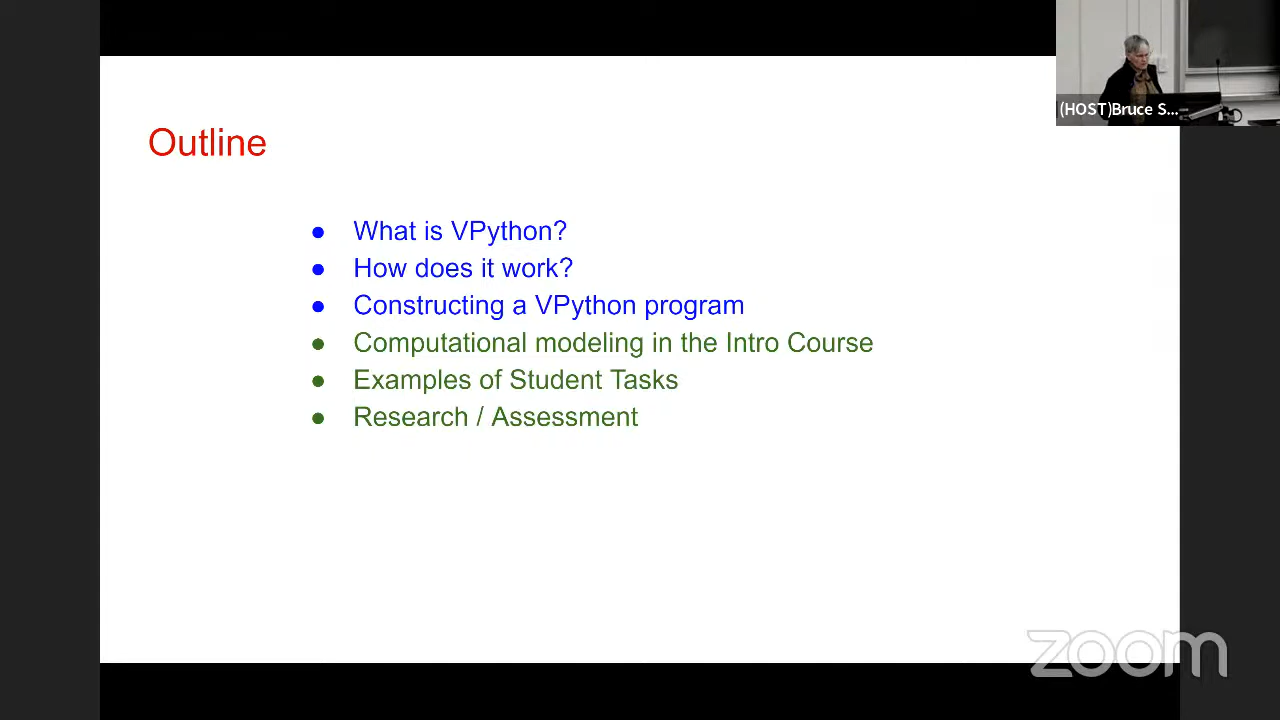 (HOST)Bruce S...
Outline
● What is VPython?
● How does it work?
● Constructing a VPython program
● Computational modeling in the Intro Course
● Examples of Student Tasks
● Research / Assessment
zoom